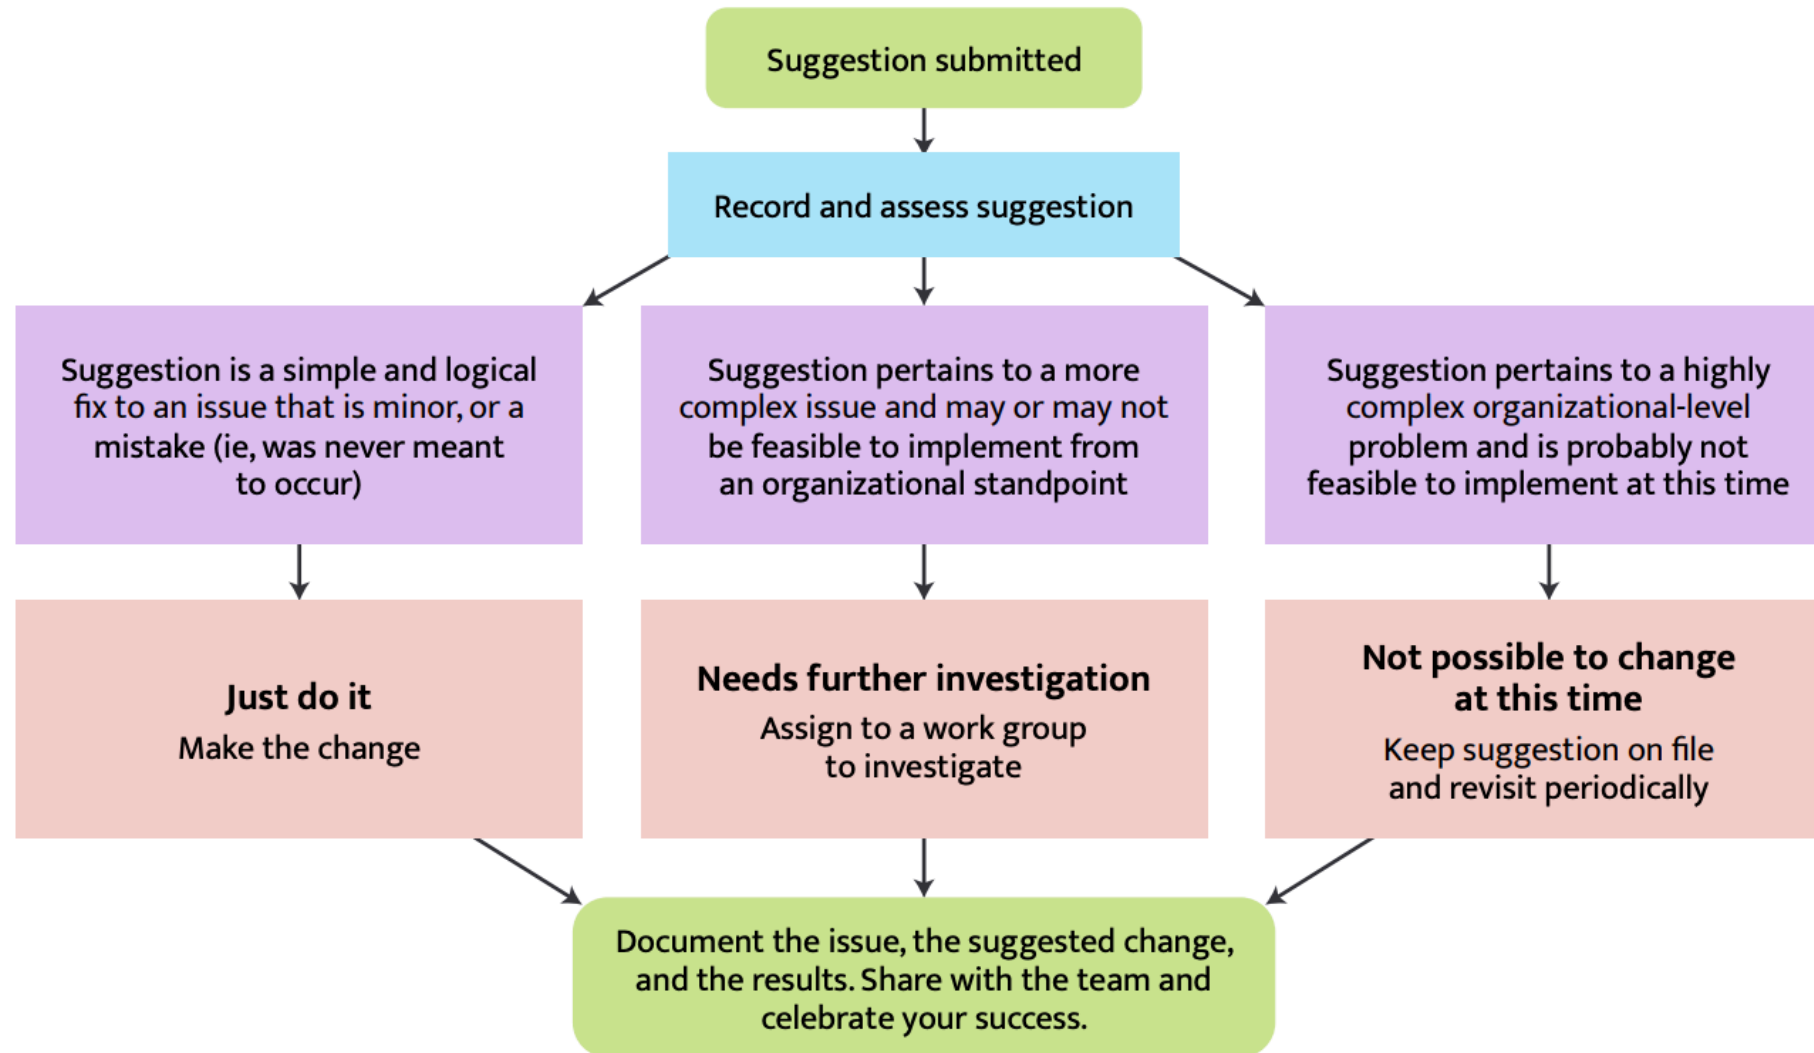 Suggestion submitted
Record and assess suggestion
Suggestion is a simple and logical
fix to an issue that is minor, or a
mistake (ie, was never meant
to occur)
Suggestion pertains to a more
complex issue and may or may not
be feasible to implement from
an organizational standpoint
Suggestion pertains to a highly
complex organizational-level
problem and is probably not
feasible to implement at this time
Just do it
Make the change
Needs further investigation
Assign to a work group
to investigate
Not possible to change
at this time
Keep suggestion on file
and revisit periodically
Document the issue, the suggested change,
and the results. Share with the team and
celebrate your success.